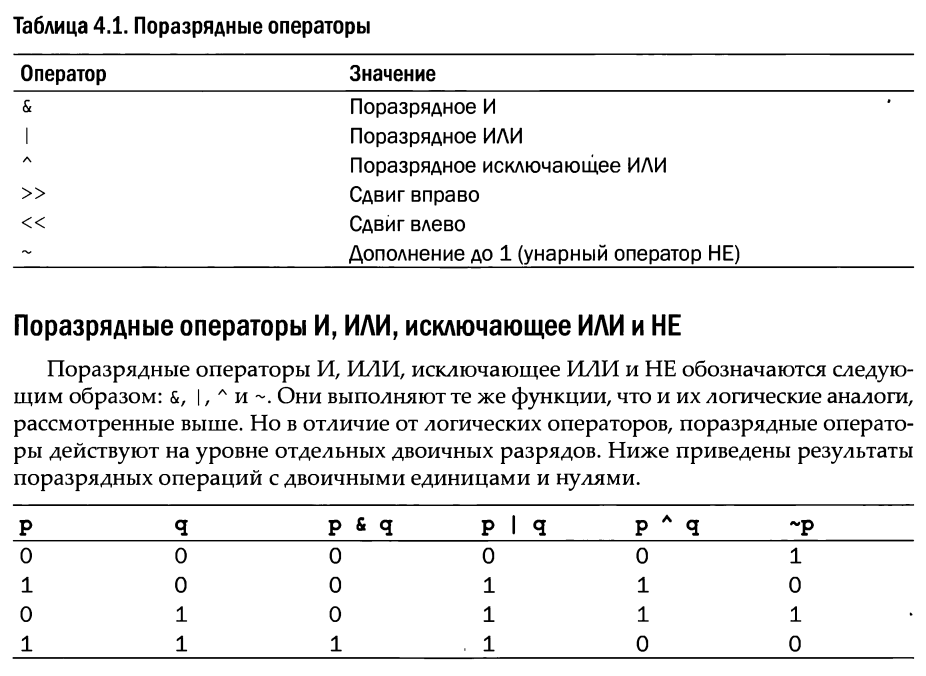 Таблица 4.1. Поразрядные операторы
Оператор Значение
& Поразрядное И
| Поразрядное ИЛИ
^ Поразрядное исключающее ИЛИ
>> Сдвиг вправо
<< Сдвиг влево
~ Дополнение до 1 (унарный оператор НЕ)
Поразрядные операторы И, ИЛИ, исключающее ИЛИ и НЕ
Поразрядные операторы И, ИЛИ, исключающее ИЛИ и НЕ обозначаются следую-
щим образом: &, |, ^ и ~. Они выполняют те же функции, что и их логические аналоги,
рассмотренные выше. Но в отличие от логических операторов, поразрядные операто-
ры действуют на уровне отдельных двоичных разрядов. Ниже приведены результаты
поразрядных операций с двоичными единицами и нулями.
p q p & q p | q p ^ q ~p
0 0 0 0 0 1
1 0 0 1 1 0
0 1 0 1 1 1
1 1 1 1 0 0